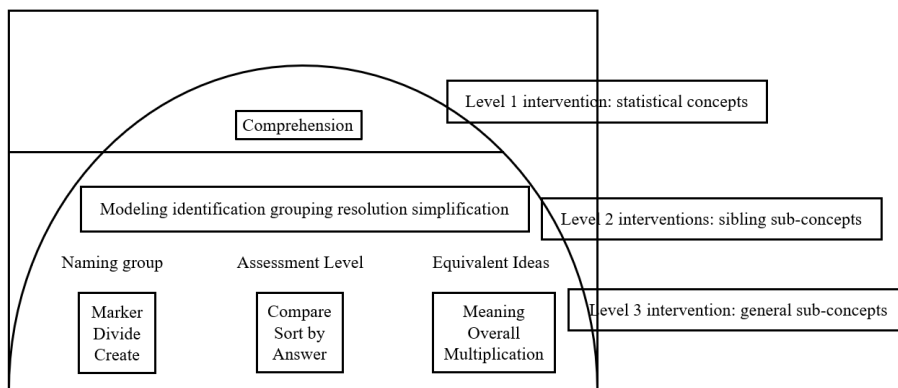 Level 1 intervention: statistical concepts
Comprehension
Modeling identification grouping resolution simplification
Level 2 interventions: sibling sub-concepts
Naming group
Assessment Level
Equivalent Ideas
Marker
Divide
Create
Compare
Sort by
Answer
Meaning
Overall
Multiplication
Level 3 intervention: general sub-concepts